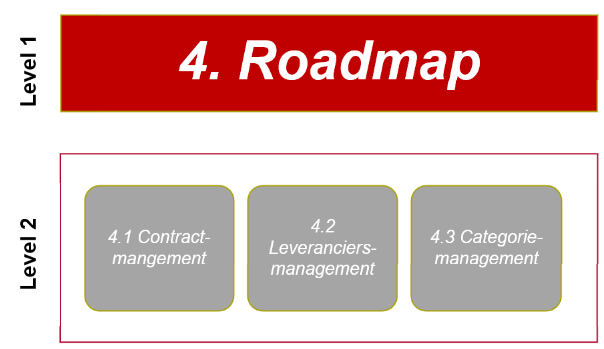 Level 1
4. Roadmap
Level 2
4.1 Contract-
mangement
4.2
Leveranciers-
management
4.3 Categorie-
management